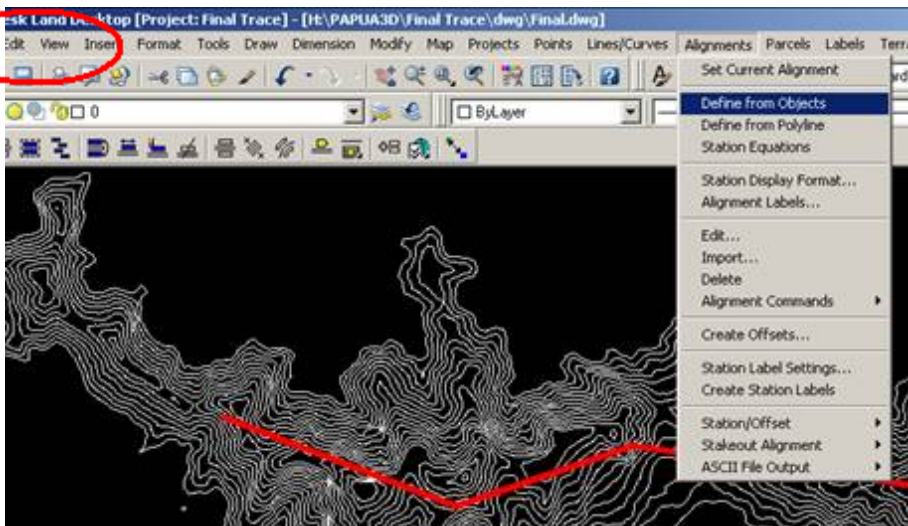 esk Land Desktop [Project: Final Trace] - [H:\PAPUA3D\Final Trace\dwg\Final.dwg]
Edit View Insert Format Tools Draw Dimension Modify Map Projects Points Lines/Curves Alignments Parcels Labels Terr
0 ByLayer
Set Current Alignment
Define from Objects
Define from Polyline
Station Equations
Station Display Format...
Alignment Labels...
Edit...
Import...
Delete
Alignment Commands
Create Offsets...
Station Label Settings...
Create Station Labels
Station/Offset
Stakeout Alignment
ASCII File Output